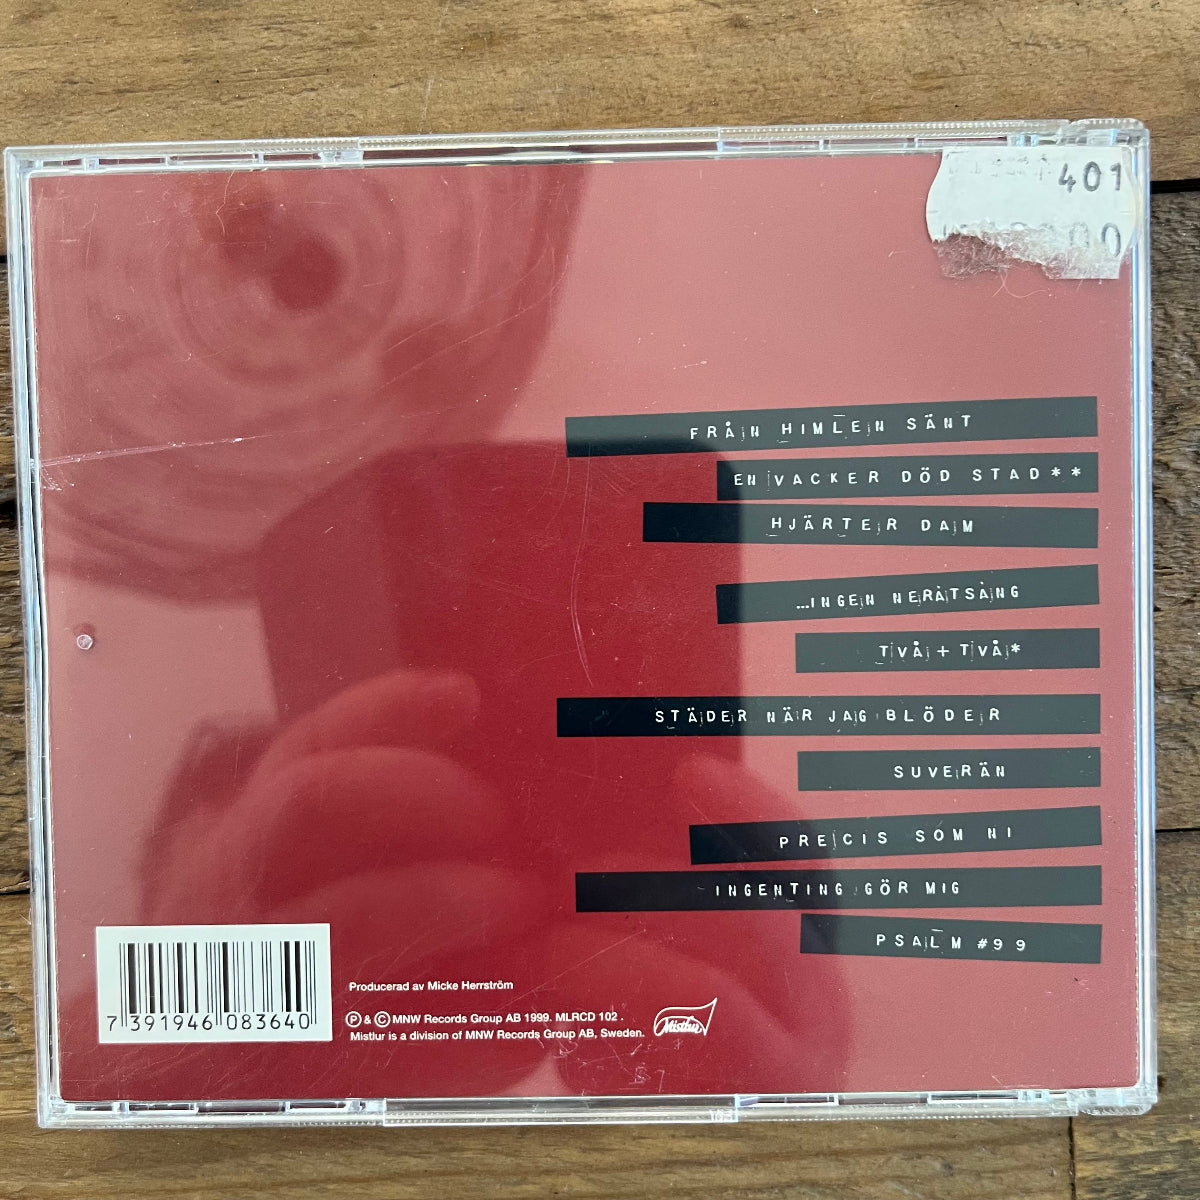 401
FRÅN HIMLEN SÄNT
EN VACKER DÖD STAD**
HJÄRTER DAM
...INGEN NERÅTSÅNG
TVÅ + TVÅ*
STÄDER NÄR JAG BLÖDER
SUVERÄN
PRECIS SOM NI
INGENTING GÖR MIG
PSALM #99
7 391946 083640
Producerad av Micke Herrström
Ⓟ & © MNW Records Group AB 1999. MLRCD 102 .
Mistlur is a division of MNW Records Group AB, Sweden.
Mistlur